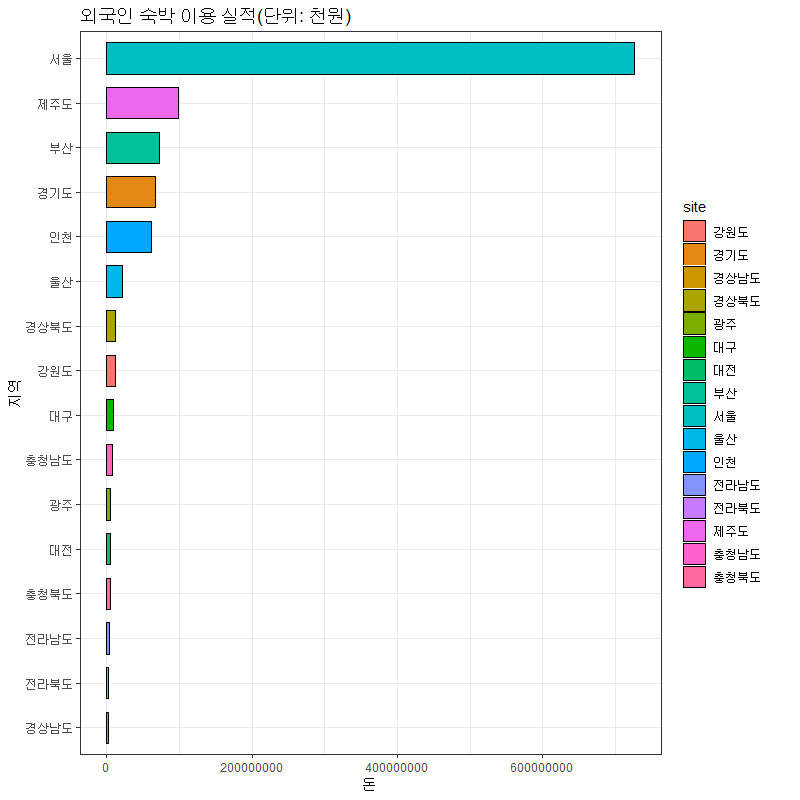 외국인 숙박 이용 실적(단위: 천원)
서울
제주도
부산
경기도
인천
울산
경상북도
강원도
대구
충청남도
광주
대전
충청북도
전라남도
전라북도
경상남도
지역
0
200000000
400000000
600000000
돈
site
강원도
경기도
경상남도
경상북도
광주
대구
대전
부산
서울
울산
인천
전라남도
전라북도
제주도
충청남도
충청북도